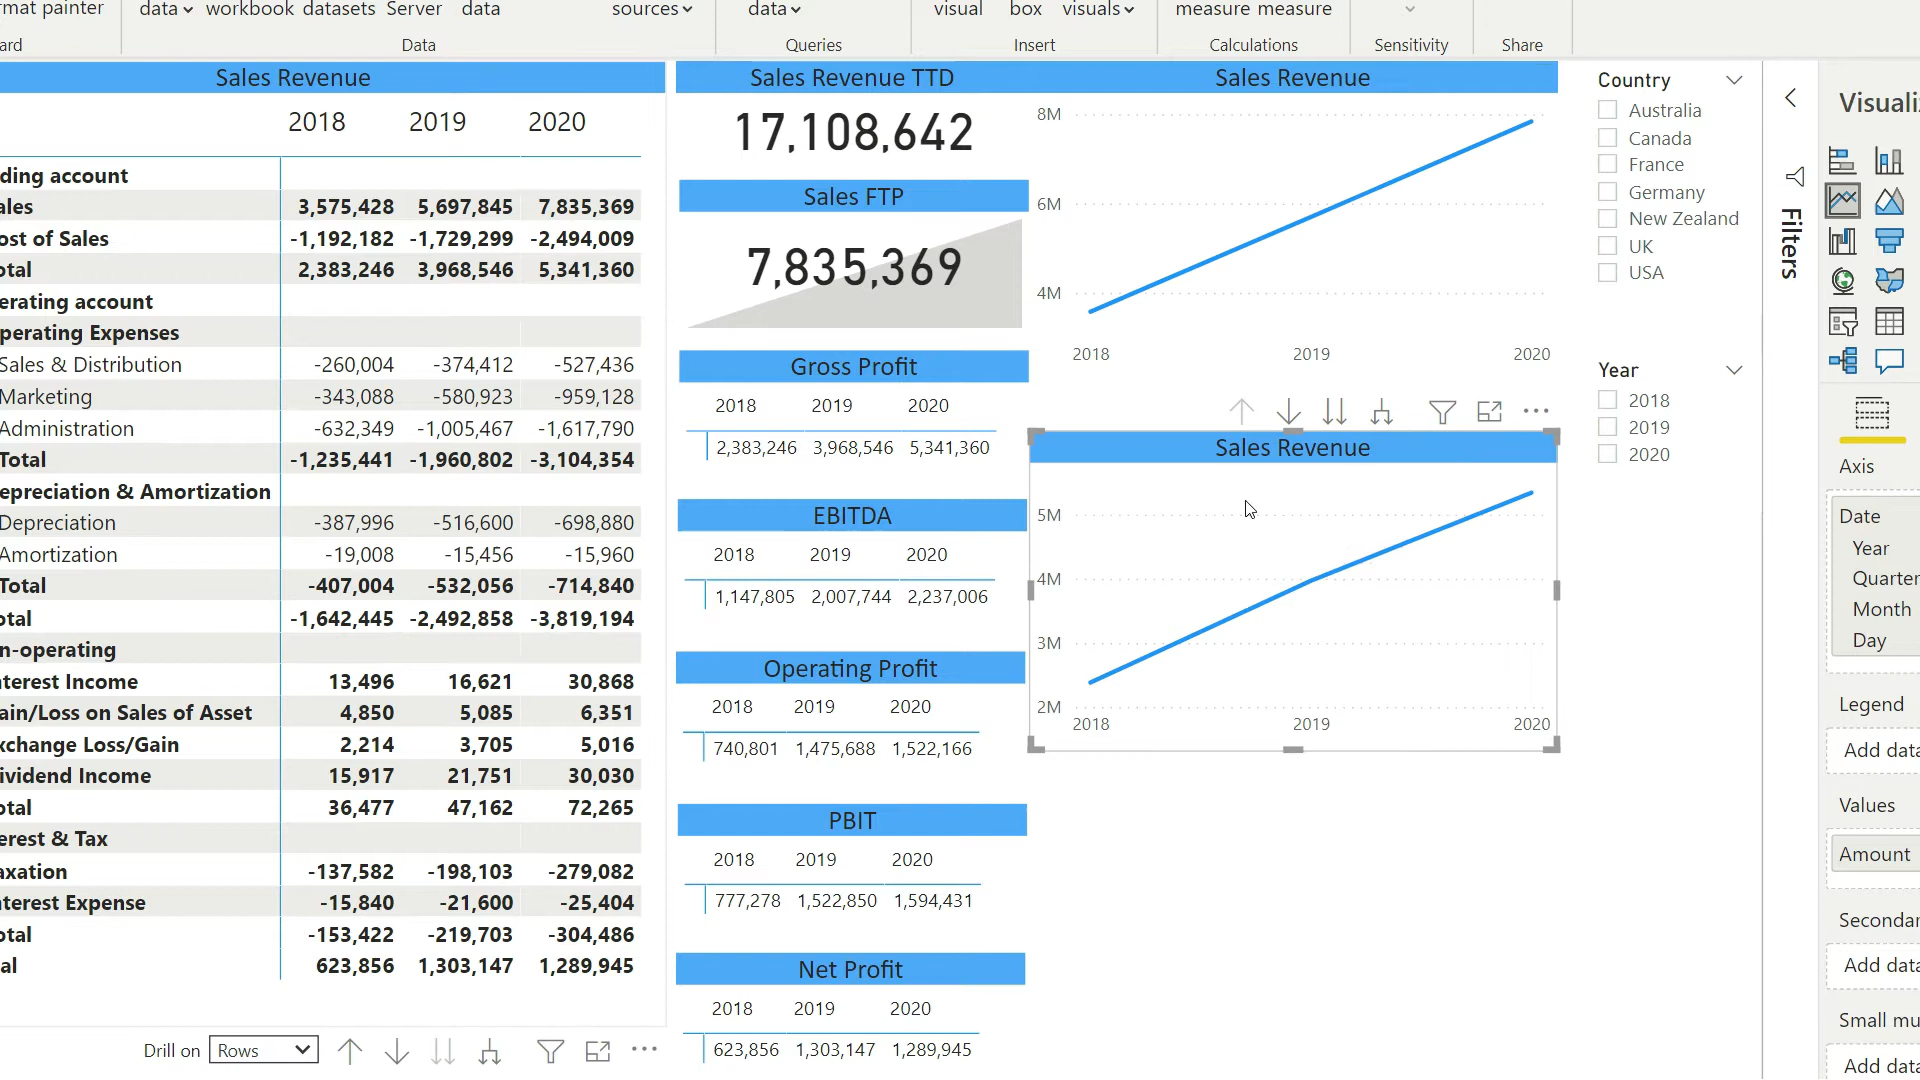 rmat painter
data workbook datasets Server data
sources
data
visual box visuals
measure measure
ard
Data
Queries
Insert
Calculations
Sensitivity
Share
Sales Revenue
2018 2019 2020
ding account
ales 3,575,428 5,697,845 7,835,369
ost of Sales -1,192,182 -1,729,299 -2,494,009
otal 2,383,246 3,968,546 5,341,360
erating account
perating Expenses
Sales & Distribution -260,004 -374,412 -527,436
Marketing -343,088 -580,923 -959,128
Administration -632,349 -1,005,467 -1,617,790
Total -1,235,441 -1,960,802 -3,104,354
epreciation & Amortization
Depreciation -387,996 -516,600 -698,880
Amortization -19,008 -15,456 -15,960
Total -407,004 -532,056 -714,840
otal -1,642,445 -2,492,858 -3,819,194
n-operating
nterest Income 13,496 16,621 30,868
ain/Loss on Sales of Asset 4,850 5,085 6,351
xchange Loss/Gain 2,214 3,705 5,016
ividend Income 15,917 21,751 30,030
otal 36,477 47,162 72,265
erest & Tax
axation -137,582 -198,103 -279,082
nterest Expense -15,840 -21,600 -25,404
otal -153,422 -219,703 -304,486
al 623,856 1,303,147 1,289,945
Drill on Rows
Sales Revenue TTD
17,108,642
Sales FTP
7,835,369
Gross Profit
2018 2019 2020
2,383,246 3,968,546 5,341,360
EBITDA
2018 2019 2020
1,147,805 2,007,744 2,237,006
Operating Profit
2018 2019 2020
740,801 1,475,688 1,522,166
PBIT
2018 2019 2020
777,278 1,522,850 1,594,431
Net Profit
2018 2019 2020
623,856 1,303,147 1,289,945
Sales Revenue
8M
6M
4M
2018 2019 2020
Sales Revenue
5M
4M
3M
2M
2018 2019 2020
Country
Australia
Canada
France
Germany
New Zealand
UK
USA
Year
2018
2019
2020
Filters
Visualiz
Axis
Date
Year
Quarter
Month
Day
Legend
Add data
Values
Amount
Secondar
Add data
Small mu
Add data